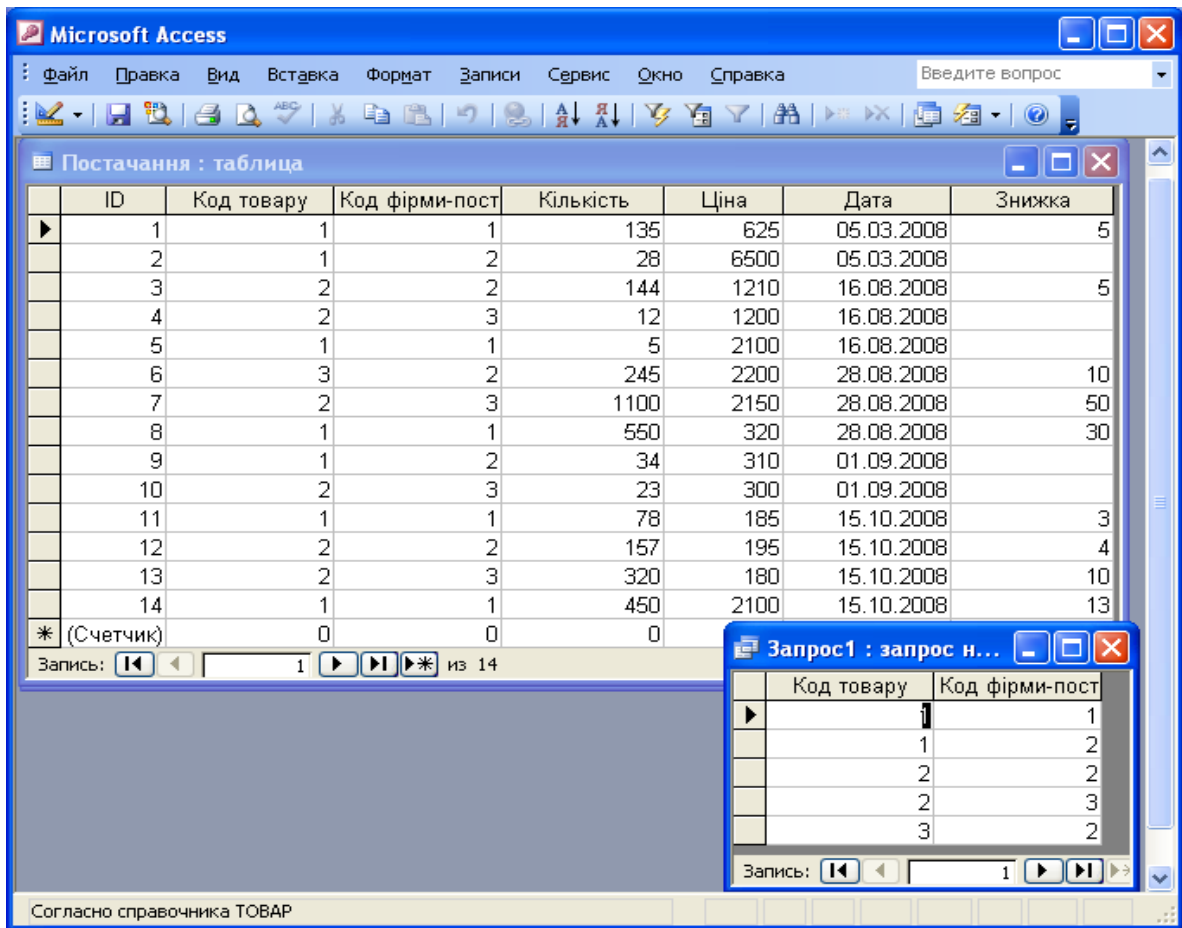 Microsoft Access
Файл Правка Вид Вставка Формат Записи Сервис Окно Справка Введите вопрос
Постачання : таблица
ID Код товару Код фірми-пост Кількість Ціна Дата Знижка
1 1 1 135 625 05.03.2008 5
2 1 2 28 6500 05.03.2008
3 2 2 144 1210 16.08.2008 5
4 2 3 12 1200 16.08.2008
5 1 1 5 2100 16.08.2008
6 3 2 245 2200 28.08.2008 10
7 2 3 1100 2150 28.08.2008 50
8 1 1 550 320 28.08.2008 30
9 1 2 34 310 01.09.2008
10 2 3 23 300 01.09.2008
11 1 1 78 185 15.10.2008 3
12 2 2 157 195 15.10.2008 4
13 2 3 320 180 15.10.2008 10
14 1 1 450 2100 15.10.2008 13
(Счетчик) 0 0 0
Запись: 1 из 14
Запрос1 : запрос н...
Код товару Код фірми-пост
1 1
1 2
2 2
2 3
3 2
Запись: 1
Согласно справочника ТОВАР